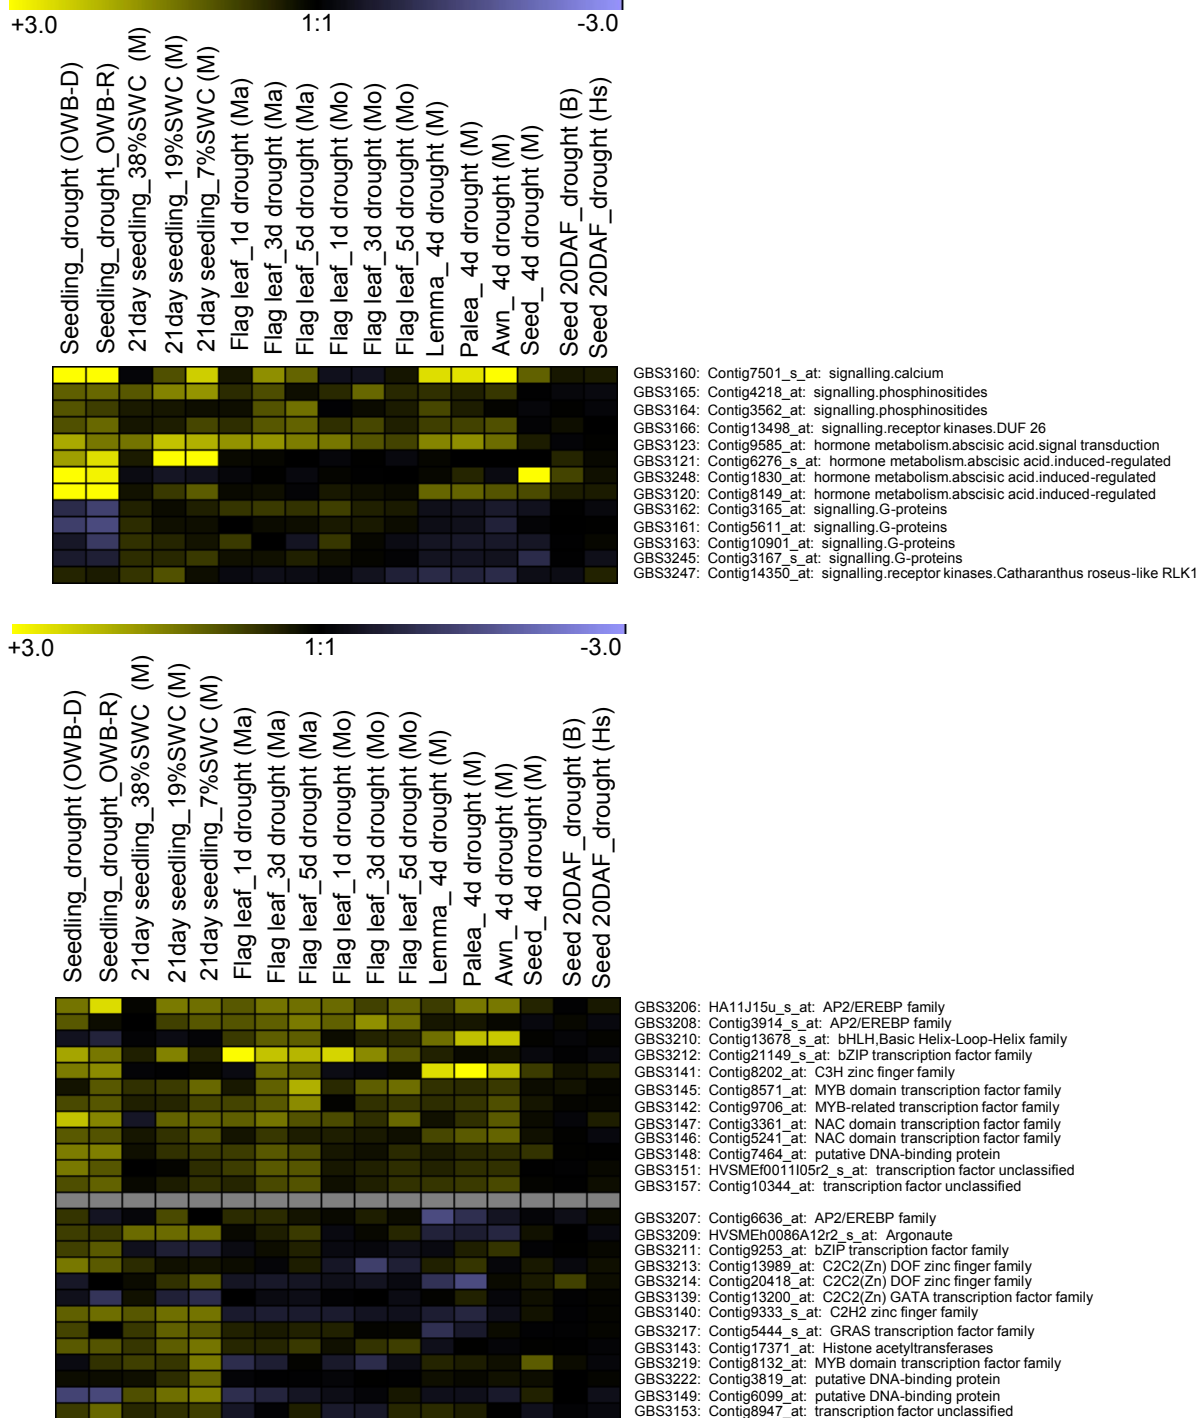 +3.0 1:1 -3.0
Seedling_drought (OWB-D)
Seedling_drought_OWB-R)
21day seedling_38%SWC (M)
21day seedling_19%SWC (M)
21day seedling_7%SWC (M)
Flag leaf_1d drought (Ma)
Flag leaf_3d drought (Ma)
Flag leaf_5d drought (Ma)
Flag leaf_1d drought (Mo)
Flag leaf_3d drought (Mo)
Flag leaf_5d drought (Mo)
Lemma_ 4d drought (M)
Palea_ 4d drought (M)
Awn_ 4d drought (M)
Seed_ 4d drought (M)
Seed 20DAF_drought (B)
Seed 20DAF_drought (Hs)
GBS3160: Contig7501_s_at: signalling.calcium
GBS3165: Contig4218_at: signalling.phosphinositides
GBS3164: Contig3562_at: signalling.phosphinositides
GBS3166: Contig13498_at: signalling.receptor kinases.DUF 26
GBS3123: Contig9585_at: hormone metabolism.abscisic acid.signal transduction
GBS3121: Contig6276_s_at: hormone metabolism.abscisic acid.induced-regulated
GBS3248: Contig1830_at: hormone metabolism.abscisic acid.induced-regulated
GBS3120: Contig8149_at: hormone metabolism.abscisic acid.induced-regulated
GBS3162: Contig3165_at: signalling.G-proteins
GBS3161: Contig5611_at: signalling.G-proteins
GBS3163: Contig10901_at: signalling.G-proteins
GBS3245: Contig3167_s_at: signalling.G-proteins
GBS3247: Contig14350_at: signalling.receptor kinases.Catharanthus roseus-like RLK1
+3.0 1:1 -3.0
Seedling_drought (OWB-D)
Seedling_drought_OWB-R)
21day seedling_38%SWC (M)
21day seedling_19%SWC (M)
21day seedling_7%SWC (M)
Flag leaf_1d drought (Ma)
Flag leaf_3d drought (Ma)
Flag leaf_5d drought (Ma)
Flag leaf_1d drought (Mo)
Flag leaf_3d drought (Mo)
Flag leaf_5d drought (Mo)
Lemma_ 4d drought (M)
Palea_ 4d drought (M)
Awn_ 4d drought (M)
Seed_ 4d drought (M)
Seed 20DAF_drought (B)
Seed 20DAF_drought (Hs)
GBS3206: HA11J15u_s_at: AP2/EREBP family
GBS3208: Contig3914_s_at: AP2/EREBP family
GBS3210: Contig13678_s_at: bHLH,Basic Helix-Loop-Helix family
GBS3212: Contig21149_s_at: bZIP transcription factor family
GBS3141: Contig8202_at: C3H zinc finger family
GBS3145: Contig8571_at: MYB domain transcription factor family
GBS3142: Contig9706_at: MYB-related transcription factor family
GBS3147: Contig3361_at: NAC domain transcription factor family
GBS3146: Contig5241_at: NAC domain transcription factor family
GBS3148: Contig7464_at: putative DNA-binding protein
GBS3151: HVSMEf0011I05r2_s_at: transcription factor unclassified
GBS3157: Contig10344_at: transcription factor unclassified
GBS3207: Contig6636_at: AP2/EREBP family
GBS3209: HVSMEh0086A12r2_s_at: Argonaute
GBS3211: Contig9253_at: bZIP transcription factor family
GBS3213: Contig13989_at: C2C2(Zn) DOF zinc finger family
GBS3214: Contig20418_at: C2C2(Zn) DOF zinc finger family
GBS3139: Contig13200_at: C2C2(Zn) GATA transcription factor family
GBS3140: Contig9333_s_at: C2H2 zinc finger family
GBS3217: Contig5444_s_at: GRAS transcription factor family
GBS3143: Contig17371_at: Histone acetyltransferases
GBS3219: Contig8132_at: MYB domain transcription factor family
GBS3222: Contig3819_at: putative DNA-binding protein
GBS3149: Contig6099_at: putative DNA-binding protein
GBS3153: Contig8947_at: transcription factor unclassified